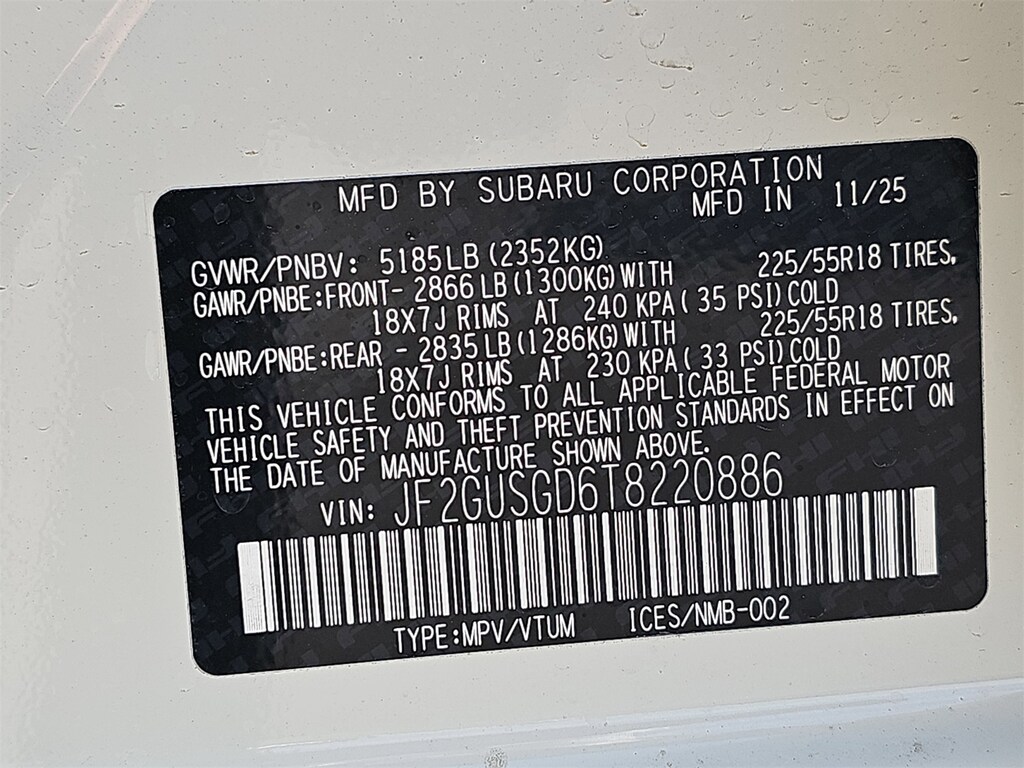 MFD BY SUBARU CORPORATION
MFD IN 11/25
GVWR/PNBV: 5185LB (2352KG)
GAWR/PNBE:FRONT- 2866 LB (1300KG) WITH 225/55R18 TIRES,
18X7J RIMS AT 240 KPA ( 35 PSI) COLD
GAWR/PNBE:REAR - 2835 LB (1286KG) WITH 225/55R18 TIRES,
18X7J RIMS AT 230 KPA ( 33 PSI) COLD
THIS VEHICLE CONFORMS TO ALL APPLICABLE FEDERAL MOTOR
VEHICLE SAFETY AND THEFT PREVENTION STANDARDS IN EFFECT ON
THE DATE OF MANUFACTURE SHOWN ABOVE.
VIN: JF2GUSGD6T8220886
TYPE:MPV/VTUM ICES/NMB-002